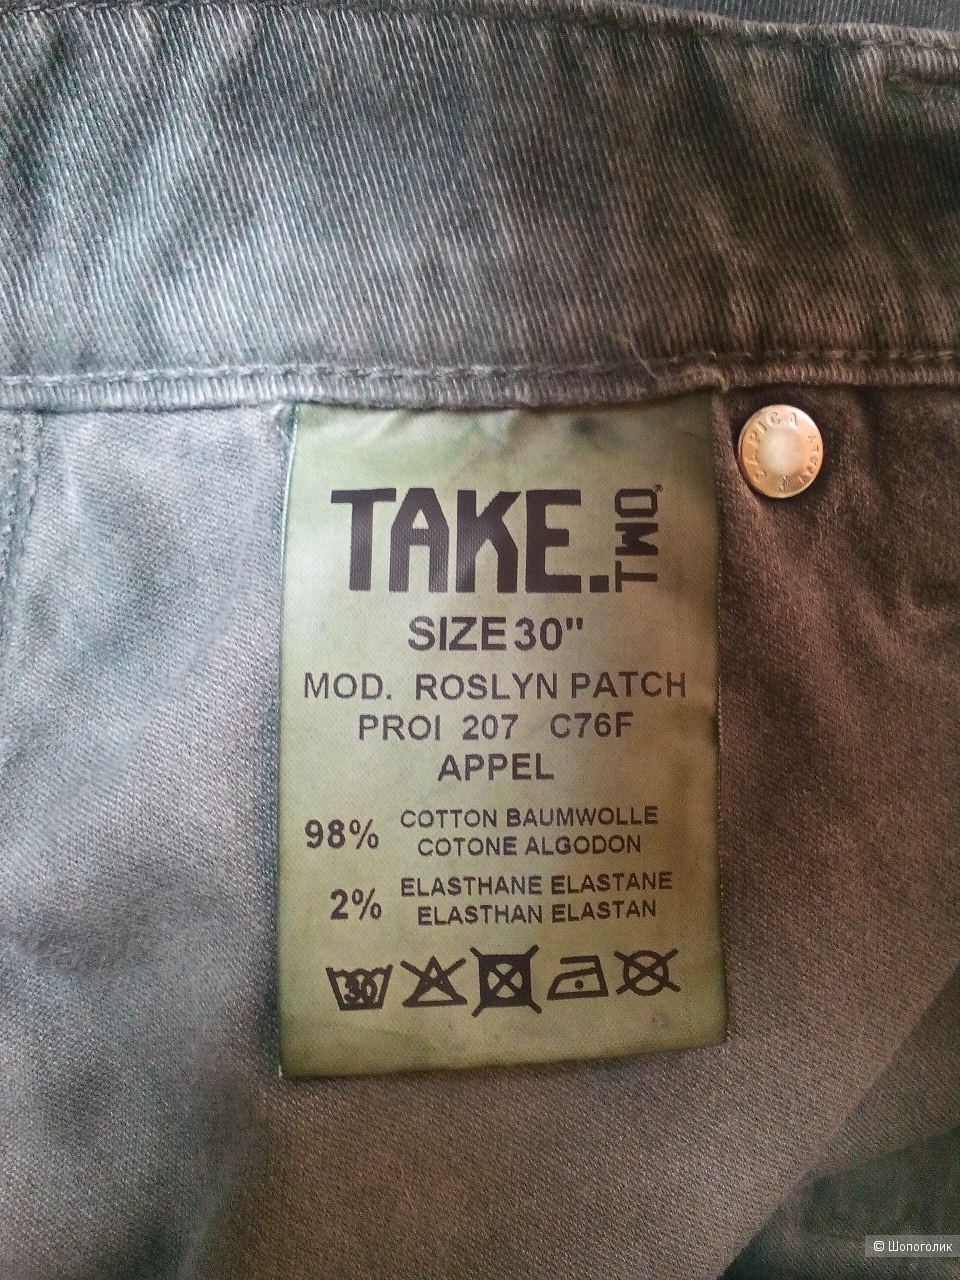 TAKE.TWO®
SIZE 30"
MOD. ROSLYN PATCH
PROI 207 C76F
APPEL
98% COTTON BAUMWOLLE
COTONE ALGODON
2% ELASTHANE ELASTANE
ELASTHAN ELASTAN
30
© Шопоголик